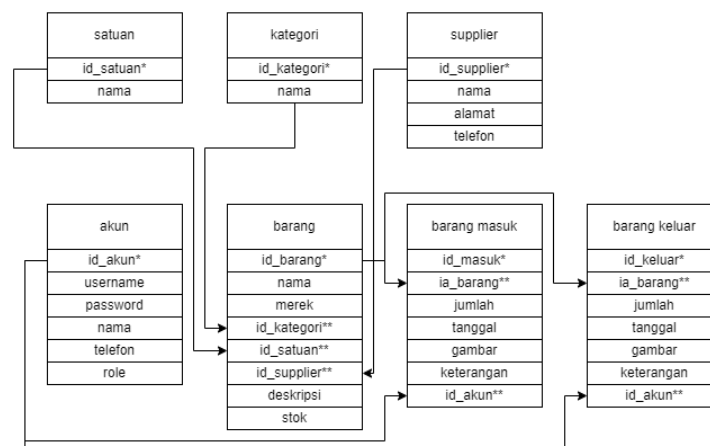 satuan
id_satuan*
nama
kategori
id_kategori*
nama
supplier
id_supplier*
nama
alamat
telefon
akun
id_akun*
username
password
nama
telefon
role
barang
id_barang*
nama
merek
id_kategori**
id_satuan**
id_supplier**
deskripsi
stok
barang masuk
id_masuk*
ia_barang**
jumlah
tanggal
gambar
keterangan
id_akun**
barang keluar
id_keluar*
ia_barang**
jumlah
tanggal
gambar
keterangan
id_akun**